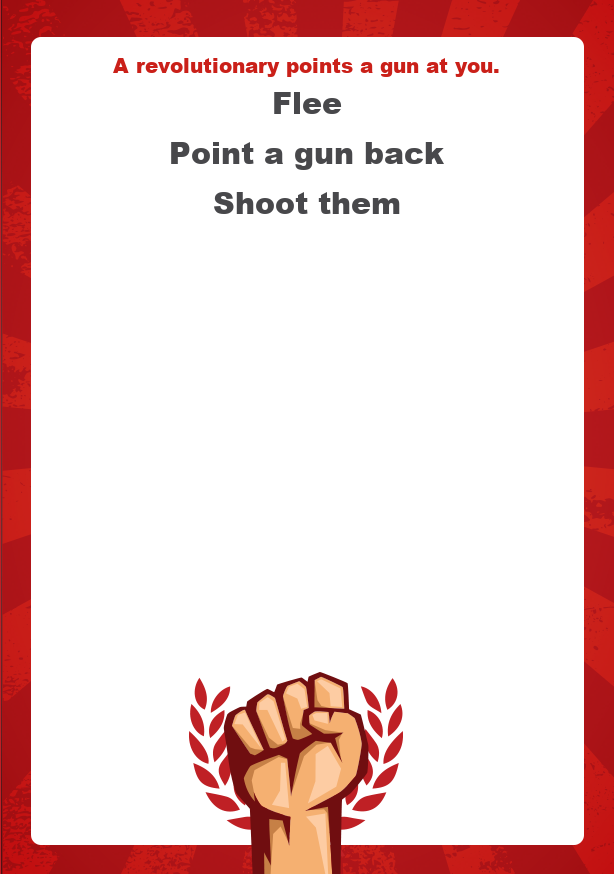 A revolutionary points a gun at you.
Flee
Point a gun back
Shoot them